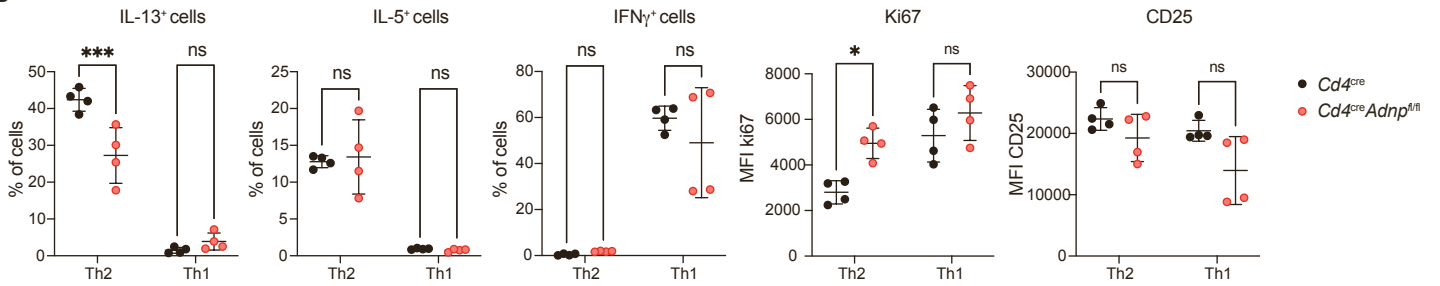 IL-13⁺ cells
***
ns
% of cells
50
40
30
20
10
0
Th2
Th1
IL-5⁺ cells
ns
ns
% of cells
25
20
15
10
5
0
Th2
Th1
IFNγ⁺ cells
ns
ns
% of cells
80
60
40
20
0
Th2
Th1
Ki67
*
ns
MFI ki67
8000
6000
4000
2000
0
Th2
Th1
CD25
ns
ns
MFI CD25
30000
20000
10000
0
Th2
Th1
Cd4ᶜʳᵉ
Cd4ᶜʳᵉAdnpᶠˡ/ᶠˡ